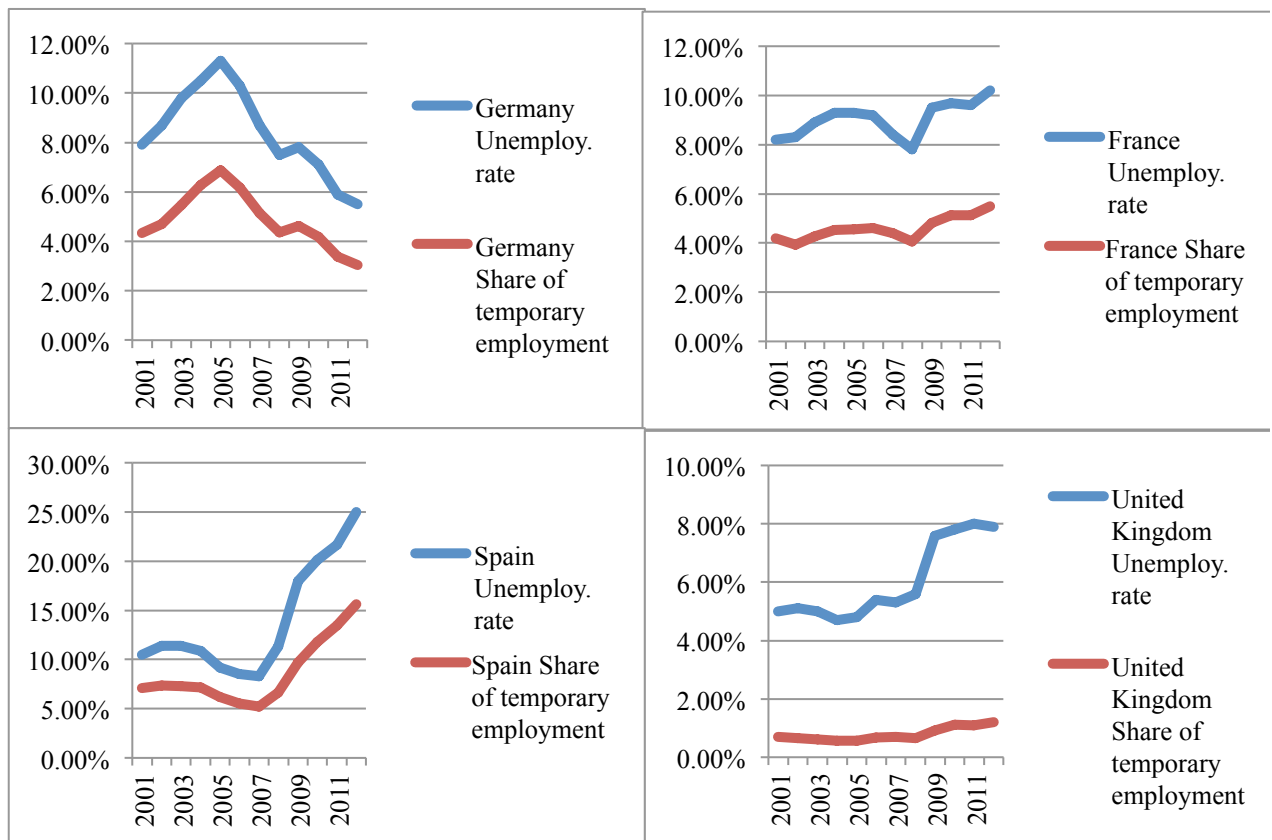 12.00%
10.00%
8.00%
6.00%
4.00%
2.00%
0.00%
2001
2003
2005
2007
2009
2011
Germany
Unemploy.
rate
Germany
Share of
temporary
employment
12.00%
10.00%
8.00%
6.00%
4.00%
2.00%
0.00%
2001
2003
2005
2007
2009
2011
France
Unemploy.
rate
France Share
of temporary
employment
30.00%
25.00%
20.00%
15.00%
10.00%
5.00%
0.00%
2001
2003
2005
2007
2009
2011
Spain
Unemploy.
rate
Spain Share
of temporary
employment
10.00%
8.00%
6.00%
4.00%
2.00%
0.00%
2001
2003
2005
2007
2009
2011
United
Kingdom
Unemploy.
rate
United
Kingdom
Share of
temporary
employment